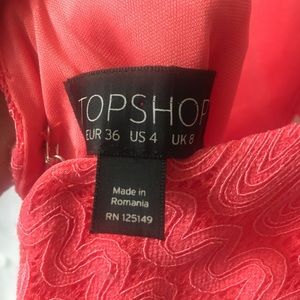 TOPSHOP
EUR 36 US 4 UK 8
Made in
Romania
RN 125149